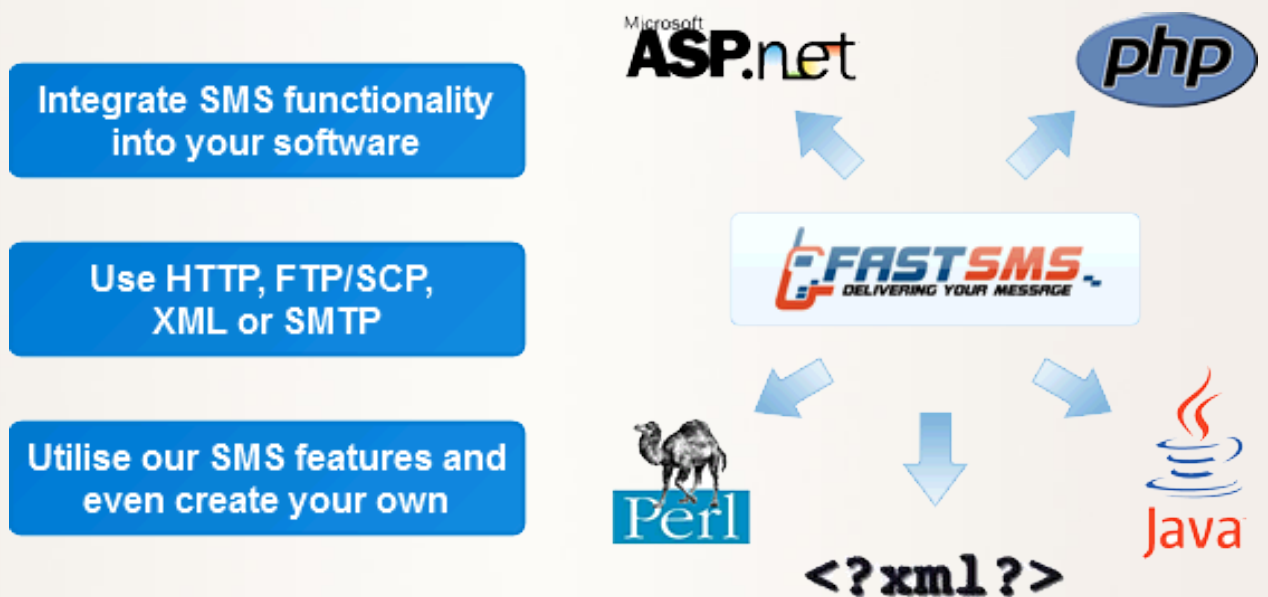 Integrate SMS functionality
into your software
Use HTTP, FTP/SCP,
XML or SMTP
Utilise our SMS features and
even create your own
Microsoft
ASP.net
php
FASTSMS
DELIVERING YOUR MESSAGE
Perl
<?xml?>
Java